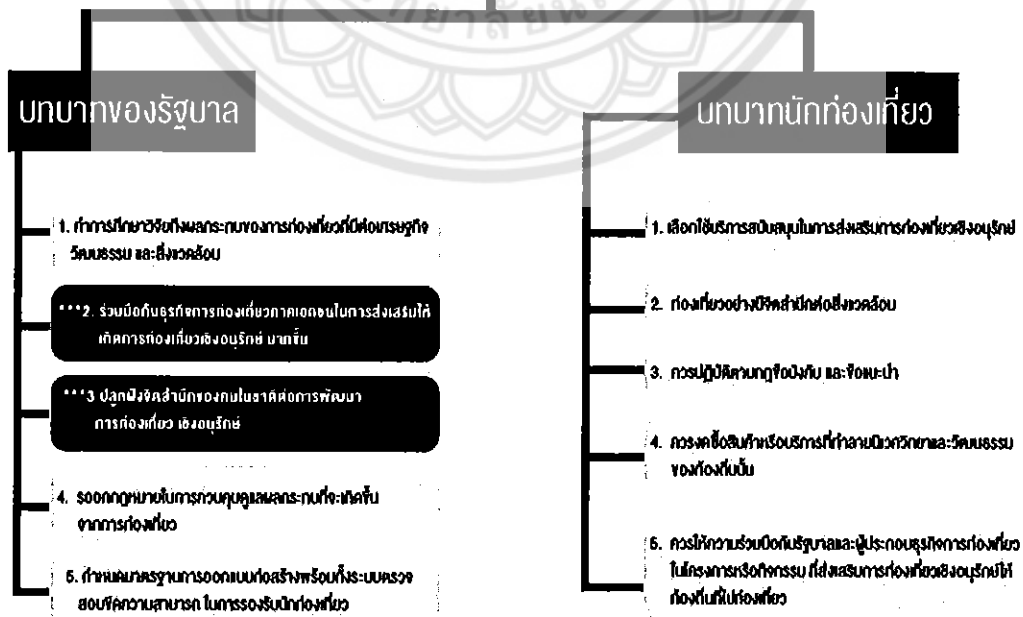 บทบาทของรัฐบาล
1. ทำการศึกษาวิจัยถึงผลกระทบของการท่องเที่ยวที่มีต่อเศรษฐกิจ
วัฒนธรรม และสิ่งแวดล้อม
***2. ร่วมมือกับธุรกิจการท่องเที่ยวภาคเอกชนในการส่งเสริมให้
เกิดการท่องเที่ยวเชิงอนุรักษ์ มากขึ้น
***3 ปลูกฝังจิตสำนึกของคนในชาติต่อการพัฒนา
การท่องเที่ยว เชิงอนุรักษ์
4. รออกกฎหมายในการควบคุมดูแลผลกระทบที่จะเกิดขึ้น
จากการท่องเที่ยว
5. กำหนดมาตรฐานการออกแบบก่อสร้างพร้อมทั้งระบบตรวจ
สอบขีดความสามารถ ในการรองรับนักท่องเที่ยว
บทบาทนักท่องเที่ยว
1. เลือกใช้บริการสนับสนุนในการส่งเสริมการท่องเที่ยวเชิงอนุรักษ์
2. ท่องเที่ยวอย่างมีจิตสำนึกต่อสิ่งแวดล้อม
3. ควรปฏิบัติตามกฎข้อบังคับ และข้อแนะนำ
4. ควรงดซื้อสินค้าหรือบริการที่ทำลายนิเวศวิทยาและวัฒนธรรม
ของท้องถิ่นนั้น
5. ควรให้ความร่วมมือกับรัฐบาลและผู้ประกอบธุรกิจการท่องเที่ยว
ในโครงการหรือกิจกรรม ที่ส่งเสริมการท่องเที่ยวเชิงอนุรักษ์ให้
ท้องถิ่นที่ไปท่องเที่ยว